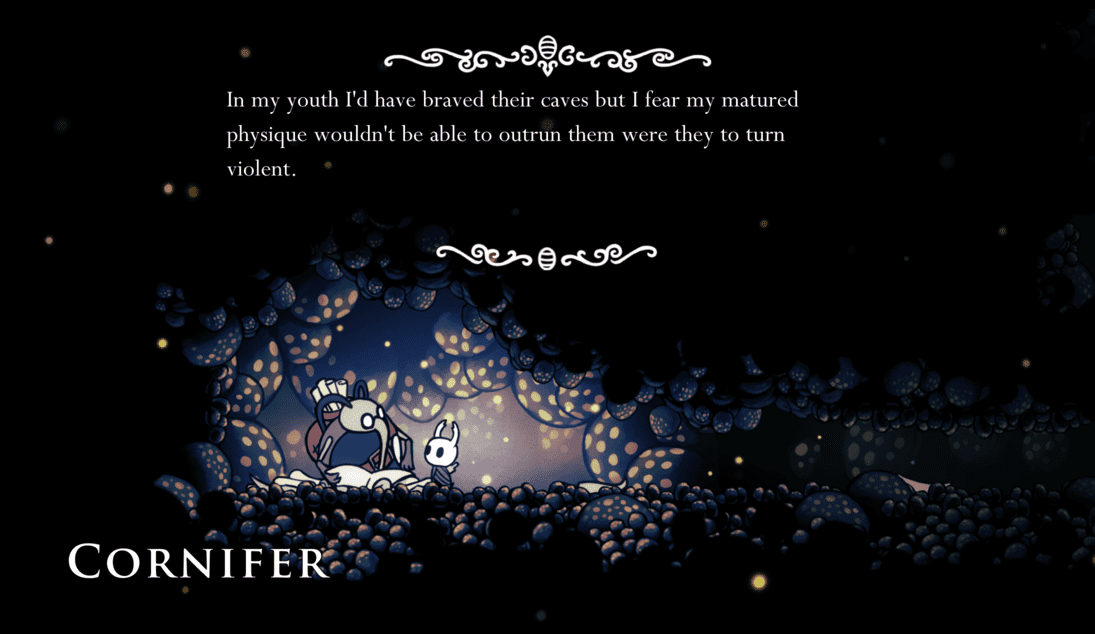 In my youth I'd have braved their caves but I fear my matured
physique wouldn't be able to outrun them were they to turn
violent.
CORNIFER